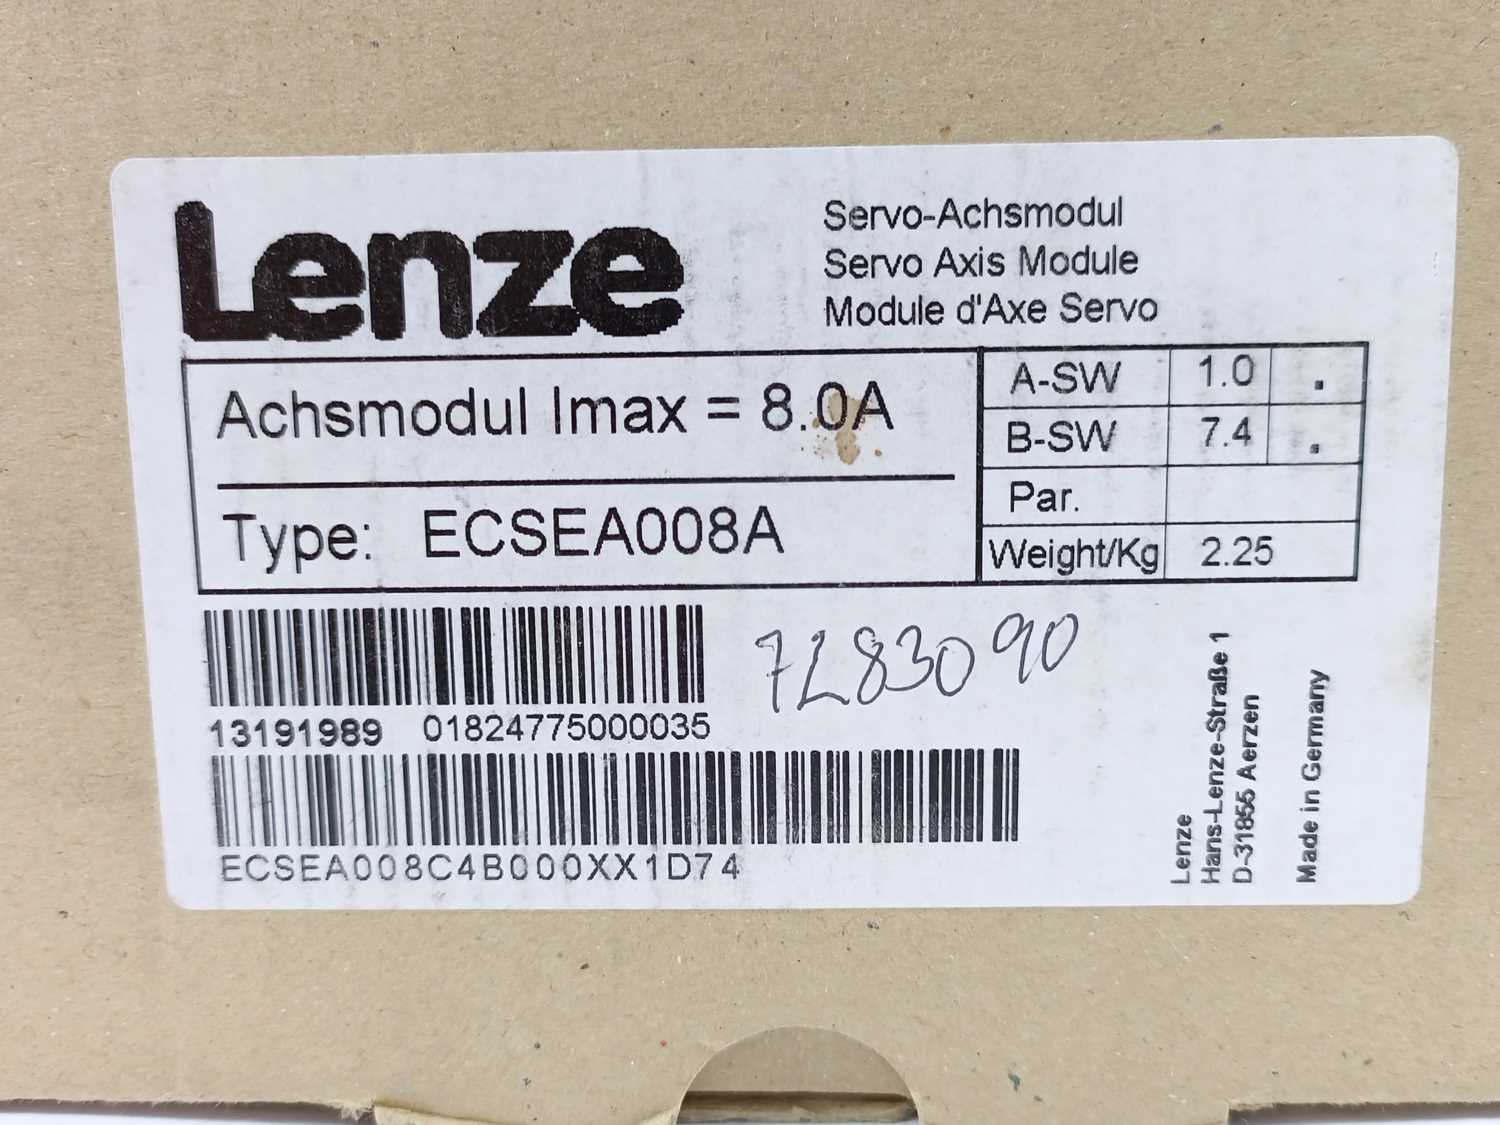 Lenze
Servo-Achsmodul
Servo Axis Module
Module d'Axe Servo
Achsmodul Imax = 8.0A
Type: ECSEA008A
A-SW 1.0 .
B-SW 7.4 .
Par.
Weight/Kg 2.25
7L83090
13191989 01824775000035
ECSEA008C4B000XX1D74
Lenze
Hans-Lenze-Straße 1
D-31855 Aerzen
Made in Germany